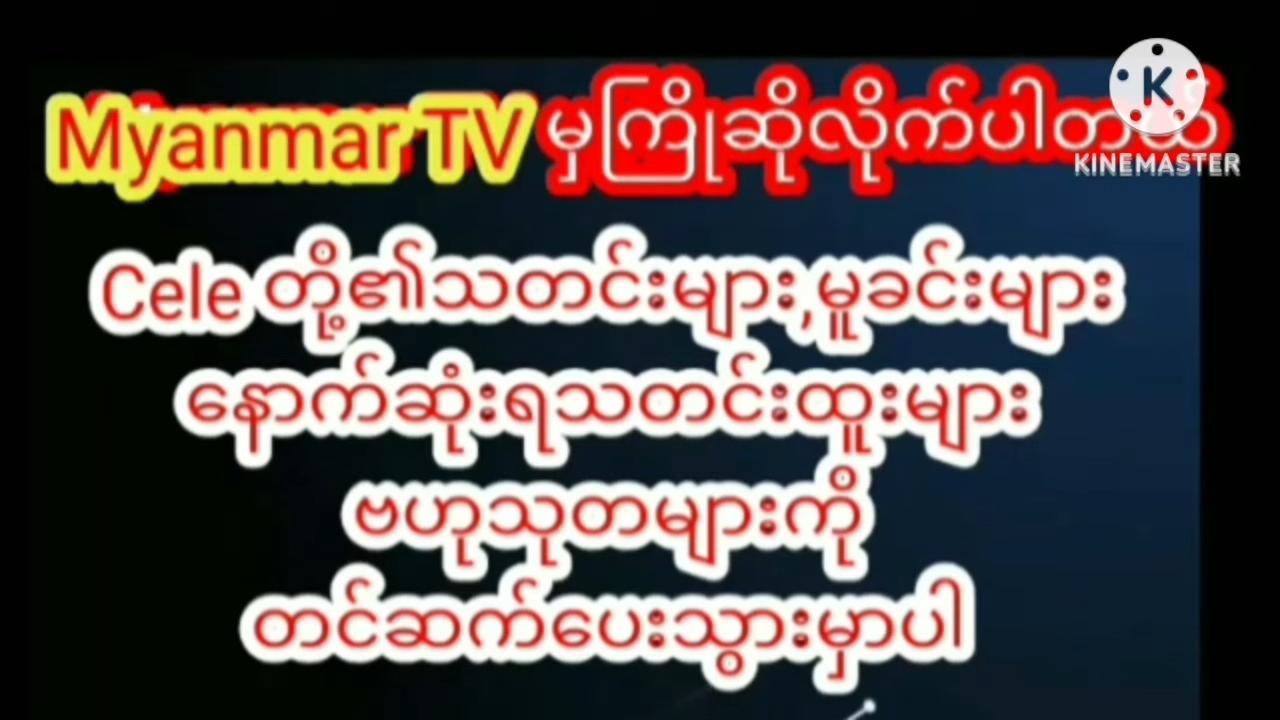 Myanmar TV မှကြိုဆိုလိုက်ပါတယ်
KINEMASTER
Cele တို့၏သတင်းများ,မူခင်းများ
နောက်ဆုံးရသတင်းထူးများ
ဗဟုသုတများကို
တင်ဆက်ပေးသွားမှာပါ